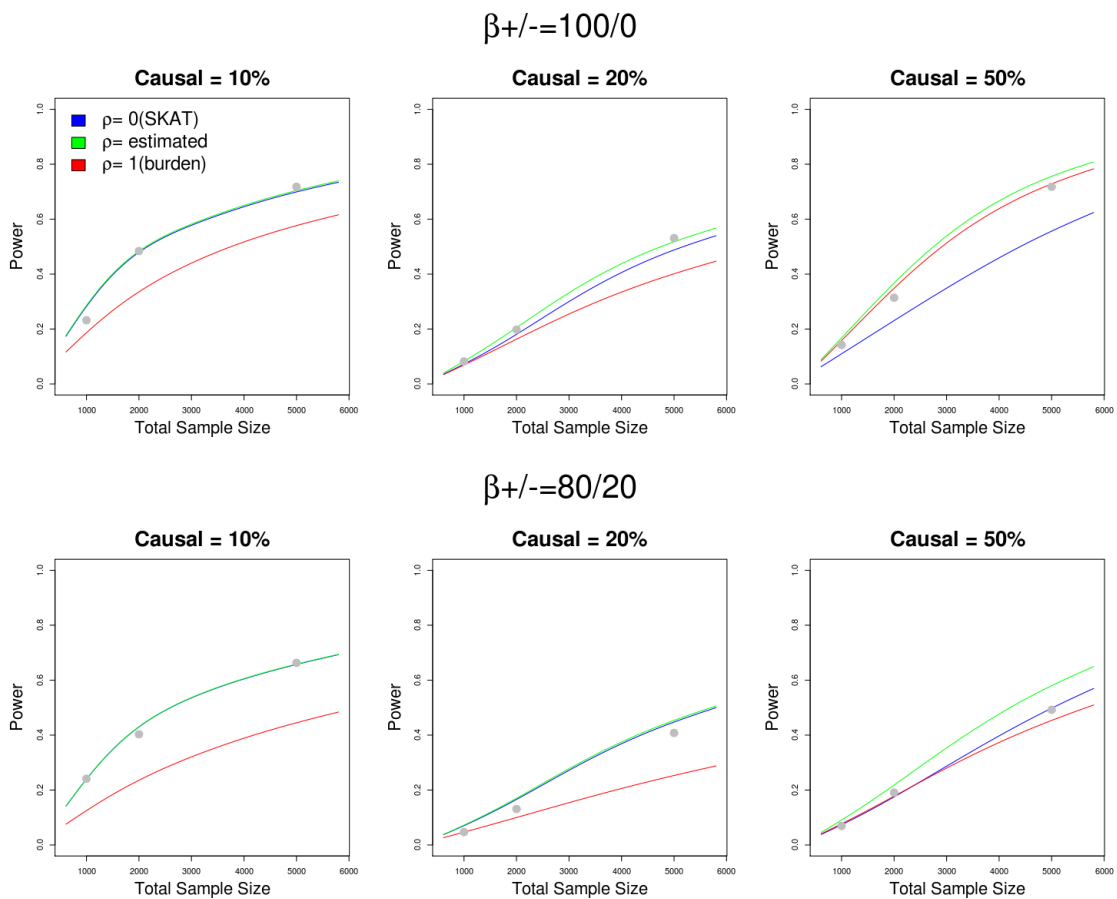 β+/-=100/0
Causal = 10%
Causal = 20%
Causal = 50%
ρ= 0(SKAT)
ρ= estimated
ρ= 1(burden)
Power
0.0 0.2 0.4 0.6 0.8 1.0
1000 2000 3000 4000 5000 6000
Total Sample Size
Power
0.0 0.2 0.4 0.6 0.8 1.0
1000 2000 3000 4000 5000 6000
Total Sample Size
Power
0.0 0.2 0.4 0.6 0.8 1.0
1000 2000 3000 4000 5000 6000
Total Sample Size
β+/-=80/20
Causal = 10%
Causal = 20%
Causal = 50%
Power
0.0 0.2 0.4 0.6 0.8 1.0
1000 2000 3000 4000 5000 6000
Total Sample Size
Power
0.0 0.2 0.4 0.6 0.8 1.0
1000 2000 3000 4000 5000 6000
Total Sample Size
Power
0.0 0.2 0.4 0.6 0.8 1.0
1000 2000 3000 4000 5000 6000
Total Sample Size